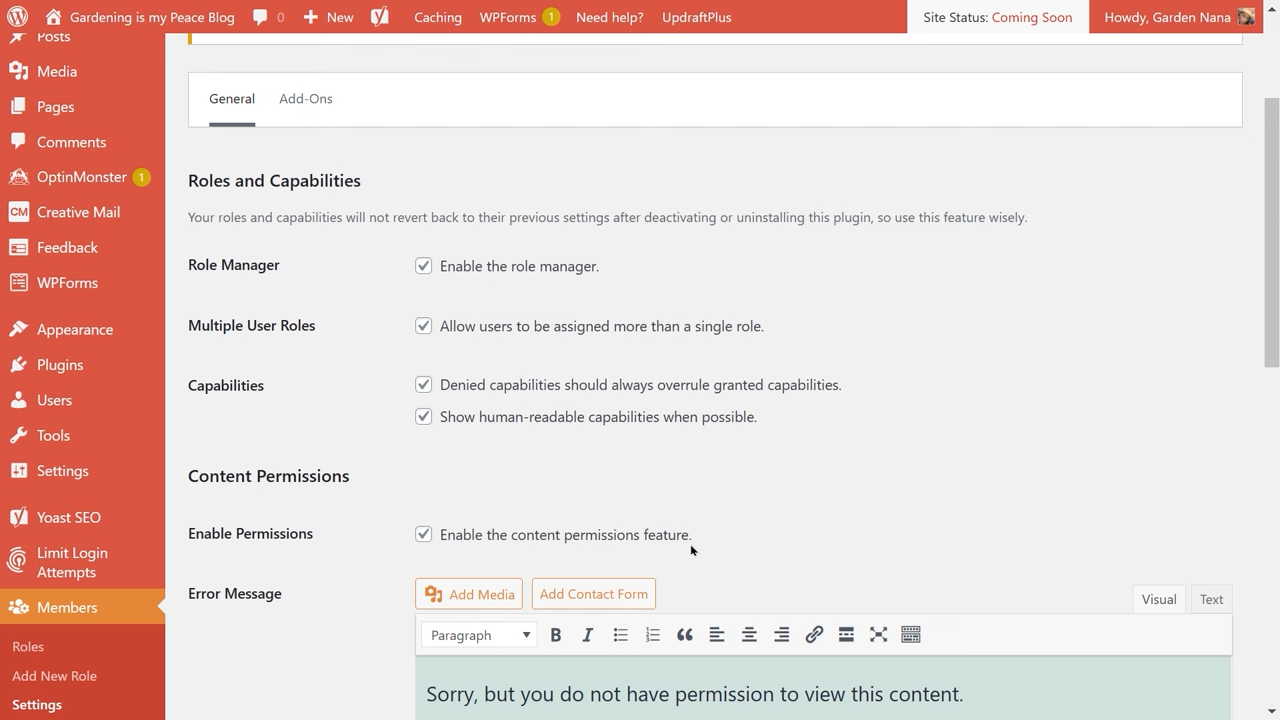 Gardening is my Peace Blog 0 New Caching WPForms 1 Need help? UpdraftPlus Site Status: Coming Soon Howdy, Garden Nana
Posts
Media
Pages
Comments
OptinMonster 1
CM Creative Mail
Feedback
WPForms
Appearance
Plugins
Users
Tools
Settings
Yoast SEO
Limit Login
Attempts
Members
Roles
Add New Role
Settings
General Add-Ons
Roles and Capabilities
Your roles and capabilities will not revert back to their previous settings after deactivating or uninstalling this plugin, so use this feature wisely.
Role Manager Enable the role manager.
Multiple User Roles Allow users to be assigned more than a single role.
Capabilities Denied capabilities should always overrule granted capabilities.
Show human-readable capabilities when possible.
Content Permissions
Enable Permissions Enable the content permissions feature.
Error Message Add Media Add Contact Form Visual Text
Paragraph B I
Sorry, but you do not have permission to view this content.